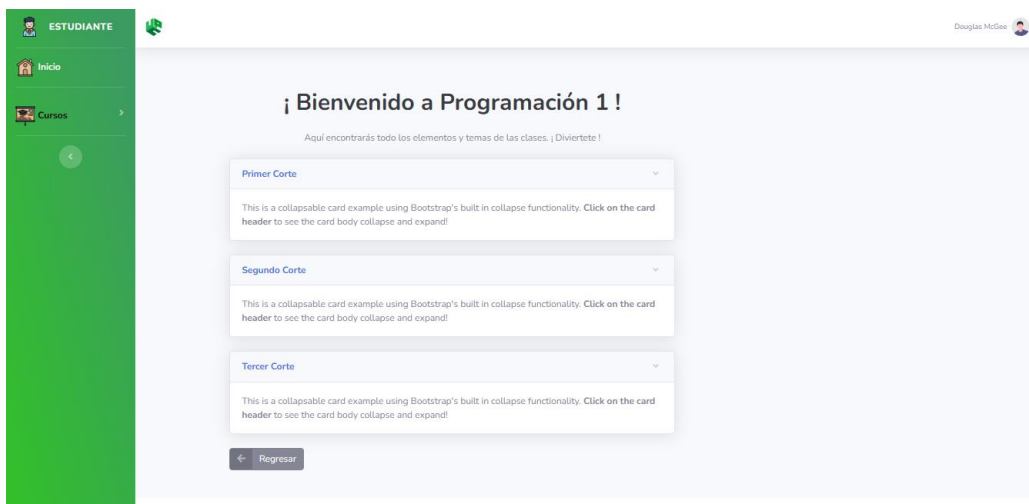 ESTUDIANTE
Douglas McGee
Inicio
Cursos
¡ Bienvenido a Programación 1 !
Aquí encontrarás todo los elementos y temas de las clases. ¡ Diviertete !
Primer Corte
This is a collapsable card example using Bootstrap's built in collapse functionality. Click on the card
header to see the card body collapse and expand!
Segundo Corte
This is a collapsable card example using Bootstrap's built in collapse functionality. Click on the card
header to see the card body collapse and expand!
Tercer Corte
This is a collapsable card example using Bootstrap's built in collapse functionality. Click on the card
header to see the card body collapse and expand!
Regresar